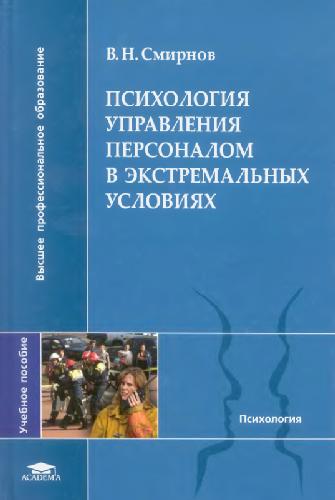 В. Н. Смирнов
ПСИХОЛОГИЯ
УПРАВЛЕНИЯ
ПЕРСОНАЛОМ
В ЭКСТРЕМАЛЬНЫХ
УСЛОВИЯХ
Высшее профессиональное образование
Учебное пособие
Психология
ACADEMA